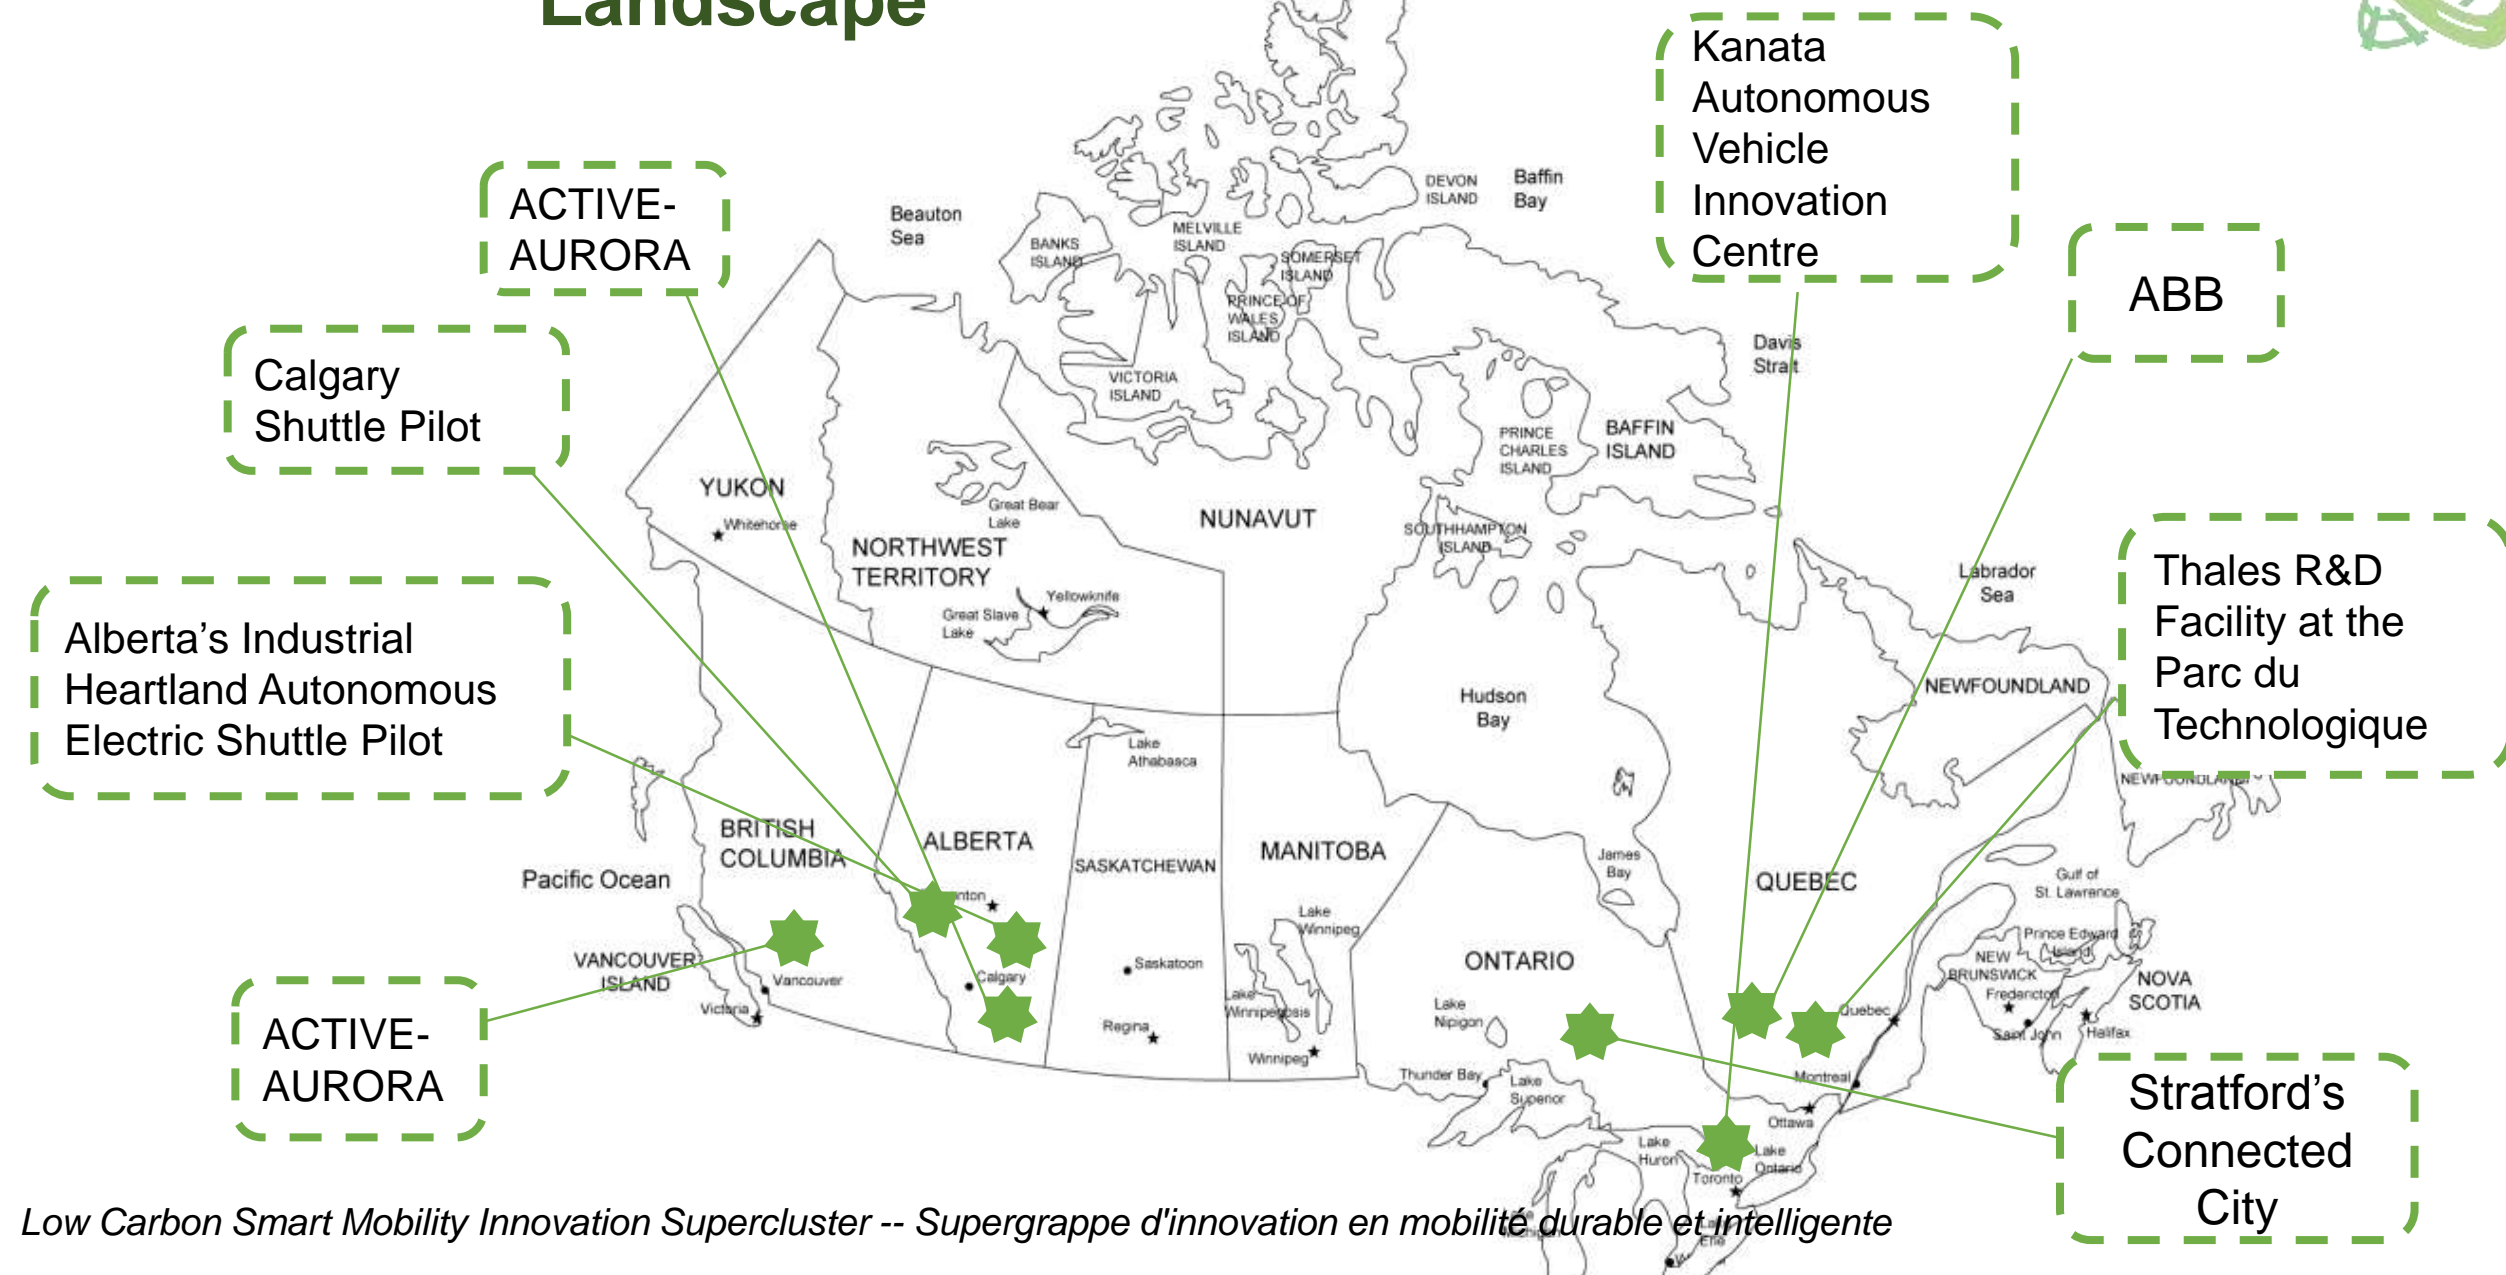 Landscape
Kanata
Autonomous
Vehicle
Innovation
Centre
ACTIVE-
AURORA
ABB
Calgary
Shuttle Pilot
Thales R&D
Facility at the
Parc du
Technologique
Alberta's Industrial
Heartland Autonomous
Electric Shuttle Pilot
ACTIVE-
AURORA
Stratford's
Connected
City
Beauton
Sea
BANKS
ISLAND
MELVILLE
ISLAND
DEVON
ISLAND
Baffin
Bay
SOMERSET
ISLAND
PRINCE OF
WALES
ISLAND
VICTORIA
ISLAND
Davis
Strait
PRINCE
CHARLES
ISLAND
BAFFIN
ISLAND
YUKON
Whitehorse
Great Bear
Lake
NORTHWEST
TERRITORY
NUNAVUT
SOUTHHAMPTON
ISLAND
Yellowknife
Great Slave
Lake
Labrador
Sea
Hudson
Bay
NEWFOUNDLAND
NEWFOUNDLAND
Lake
Athabasca
BRITISH
COLUMBIA
ALBERTA
SASKATCHEWAN
MANITOBA
James
Bay
QUEBEC
Gulf of
St. Lawrence
Pacific Ocean
nton
Lake
Winnipeg
Prince Edward
Island
VANCOUVER
ISLAND
Vancouver
Victoria
Calgary
Saskatoon
Regina
Lake
Winnipegosis
Winnipeg
ONTARIO
Lake
Nipigon
Quebec
NEW
BRUNSWICK
Fredericton
NOVA
SCOTIA
Saint John
Halifax
Thunder Bay
Lake
Superior
Montreal
Ottawa
Lake
Huron
Lake
Ontario
Toronto
Low Carbon Smart Mobility Innovation Supercluster -- Supergrappe d'innovation en mobilité durable et intelligente
Lake
Erie